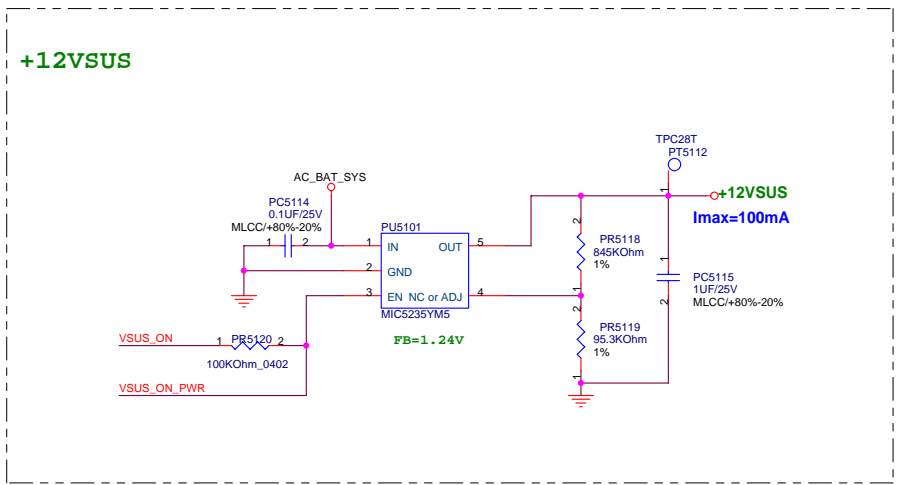 +12VSUS
TPC28T
PT5112
1
AC_BAT_SYS
+12VSUS
Imax=100mA
PC5114
0.1UF/25V
MLCC/+80%-20%
1 2
PU5101
1 IN OUT 5
2 GND
3 EN NC or ADJ 4
MIC5235YM5
FB=1.24V
2
PR5118
845KOhm
1%
1
1
PC5115
1UF/25V
MLCC/+80%-20%
2
2
PR5119
95.3KOhm
1%
1
VSUS_ON
1 PR5120 2
100KOhm_0402
VSUS_ON_PWR